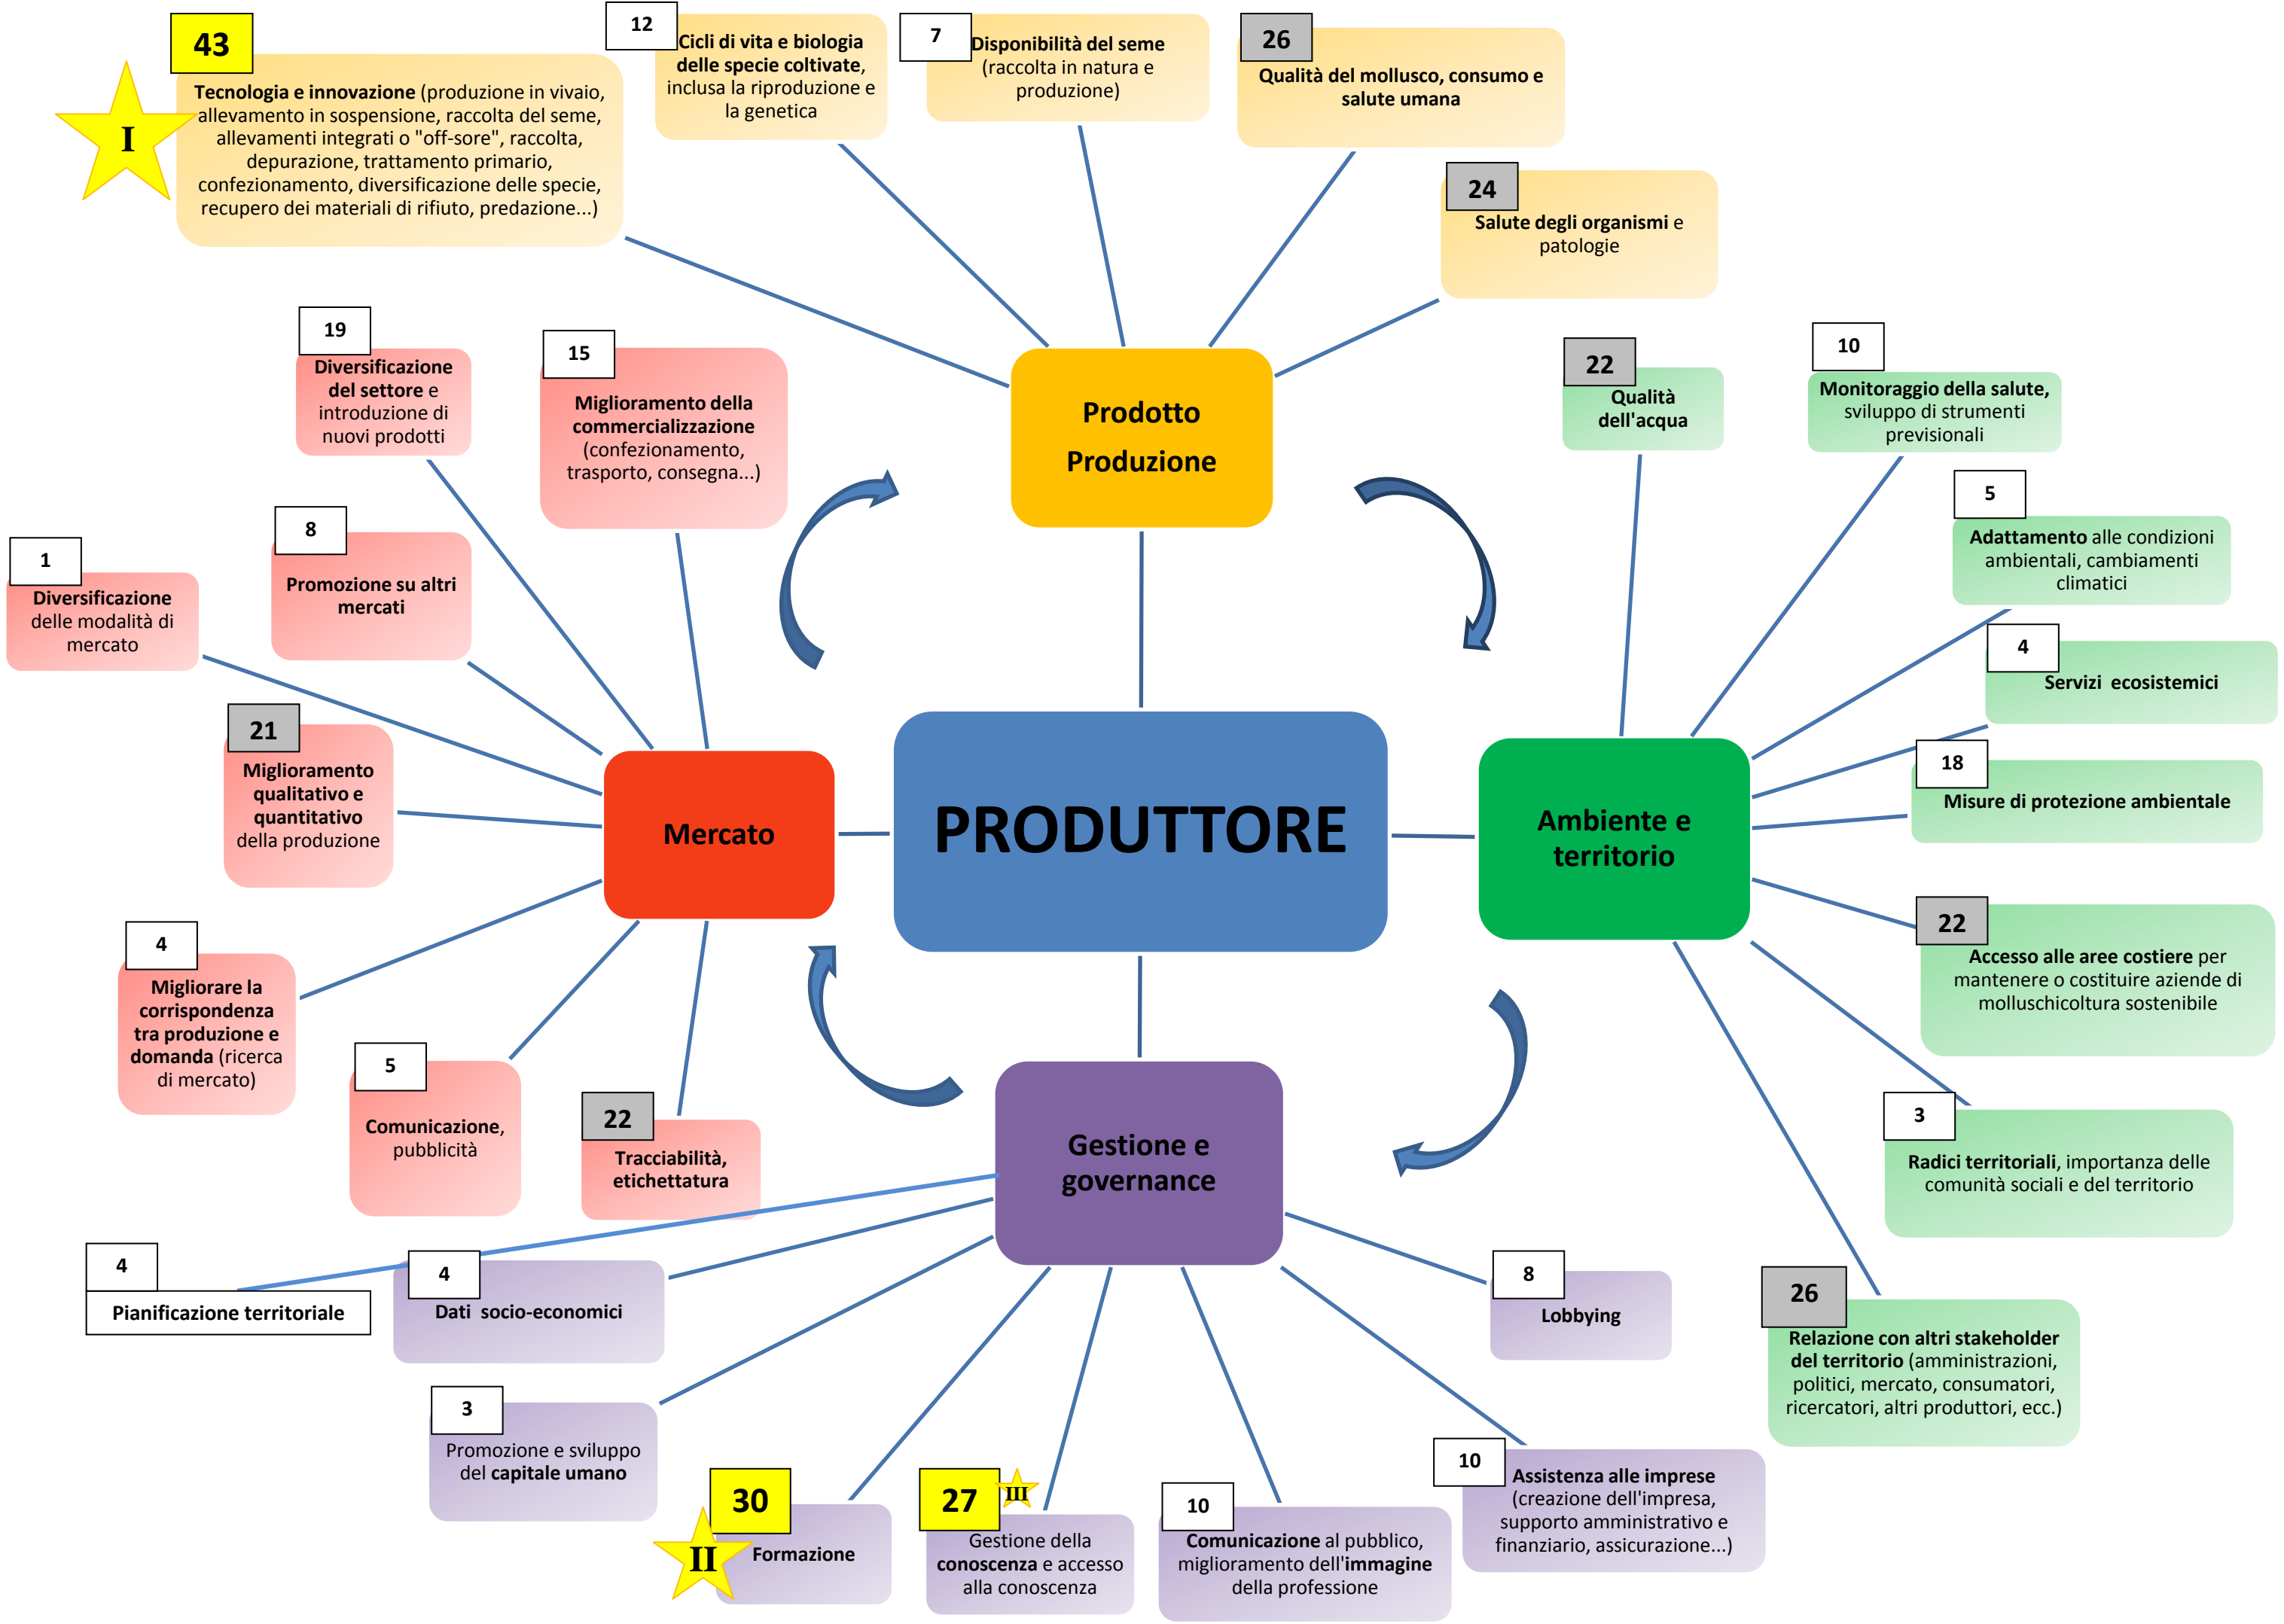 43
I
Tecnologia e innovazione (produzione in vivaio,
allevamento in sospensione, raccolta del seme,
allevamenti integrati o "off-sore", raccolta,
depurazione, trattamento primario,
confezionamento, diversificazione delle specie,
recupero dei materiali di rifiuto, predazione...)
12
Cicli di vita e biologia
delle specie coltivate,
inclusa la riproduzione e
la genetica
7
Disponibilità del seme
(raccolta in natura e
produzione)
26
Qualità del mollusco, consumo e
salute umana
24
Salute degli organismi e
patologie
Prodotto
Produzione
19
Diversificazione
del settore e
introduzione di
nuovi prodotti
15
Miglioramento della
commercializzazione
(confezionamento,
trasporto, consegna...)
8
Promozione su altri
mercati
1
Diversificazione
delle modalità di
mercato
21
Miglioramento
qualitativo e
quantitativo
della produzione
Mercato
PRODUTTORE
4
Migliorare la
corrispondenza
tra produzione e
domanda (ricerca
di mercato)
5
Comunicazione,
pubblicità
22
Tracciabilità,
etichettatura
22
Qualità
dell'acqua
10
Monitoraggio della salute,
sviluppo di strumenti
previsionali
5
Adattamento alle condizioni
ambientali, cambiamenti
climatici
4
Servizi ecosistemici
18
Misure di protezione ambientale
Ambiente e
territorio
22
Accesso alle aree costiere per
mantenere o costituire aziende di
molluschicoltura sostenibile
3
Radici territoriali, importanza delle
comunità sociali e del territorio
26
Relazione con altri stakeholder
del territorio (amministrazioni,
politici, mercato, consumatori,
ricercatori, altri produttori, ecc.)
Gestione e
governance
4
Pianificazione territoriale
4
Dati socio-economici
3
Promozione e sviluppo
del capitale umano
30
II
Formazione
27
III
Gestione della
conoscenza e accesso
alla conoscenza
10
Comunicazione al pubblico,
miglioramento dell'immagine
della professione
10
Assistenza alle imprese
(creazione dell'impresa,
supporto amministrativo e
finanziario, assicurazione...)
8
Lobbying